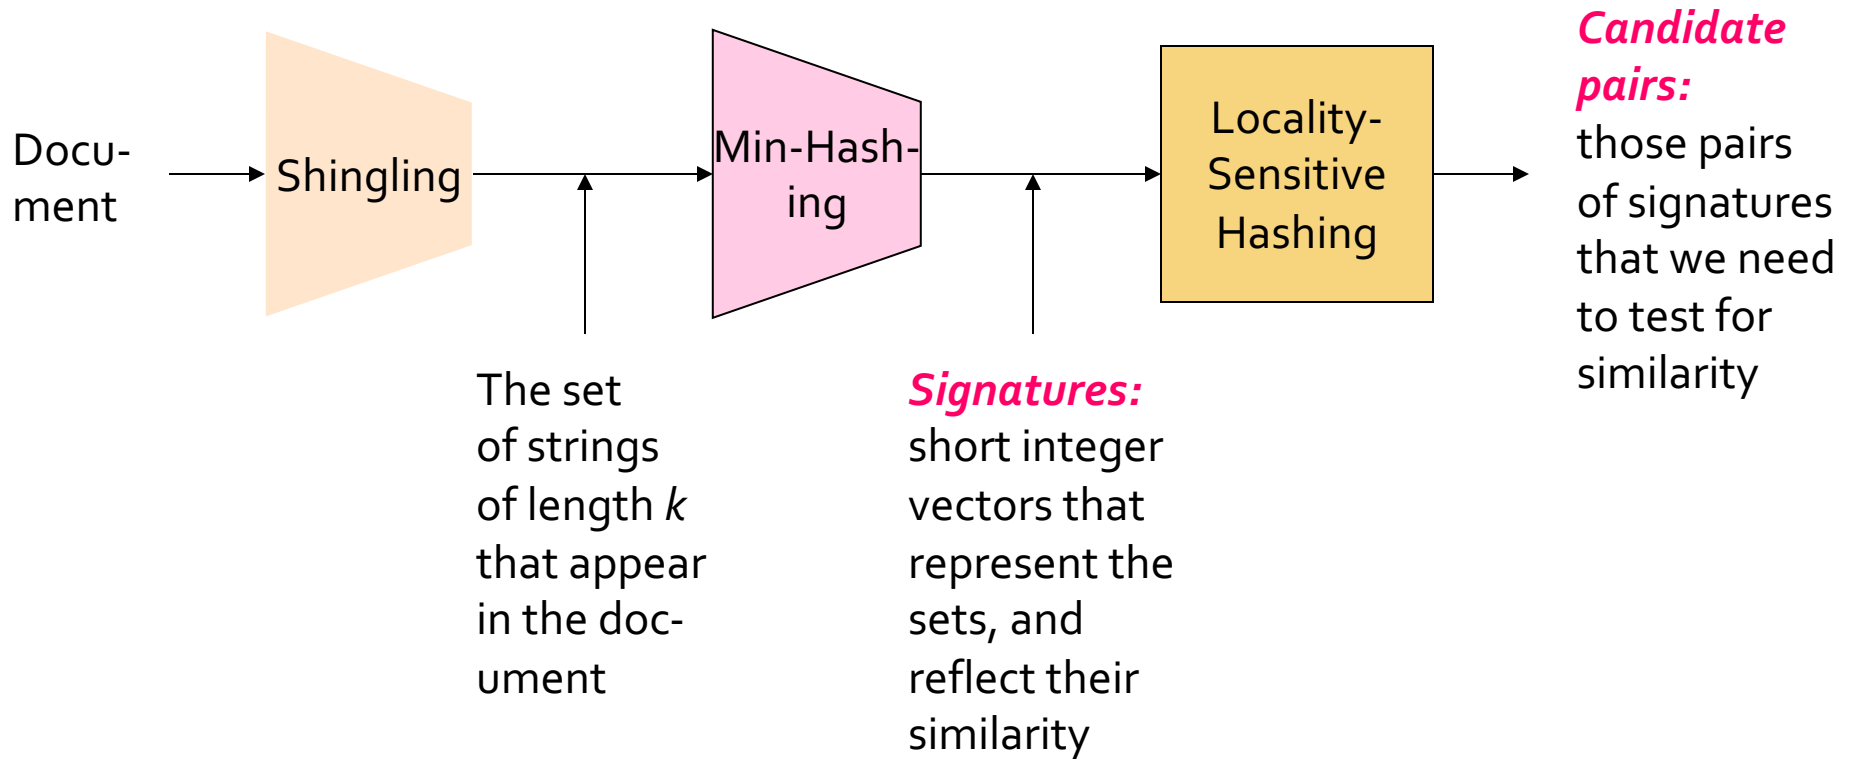 Docu-
ment
Shingling
Min-Hash-
ing
Locality-
Sensitive
Hashing
Candidate
pairs:
those pairs
of signatures
that we need
to test for
similarity
The set
of strings
of length k
that appear
in the doc-
ument
Signatures:
short integer
vectors that
represent the
sets, and
reflect their
similarity